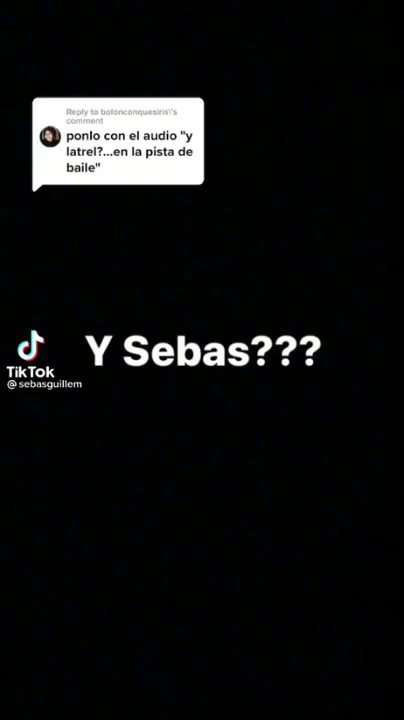 Reply to bolonconquesiris\'s
comment
ponlo con el audio "y
latrel?...en la pista de
baile"
Y Sebas???
TikTok
@sebasguillem